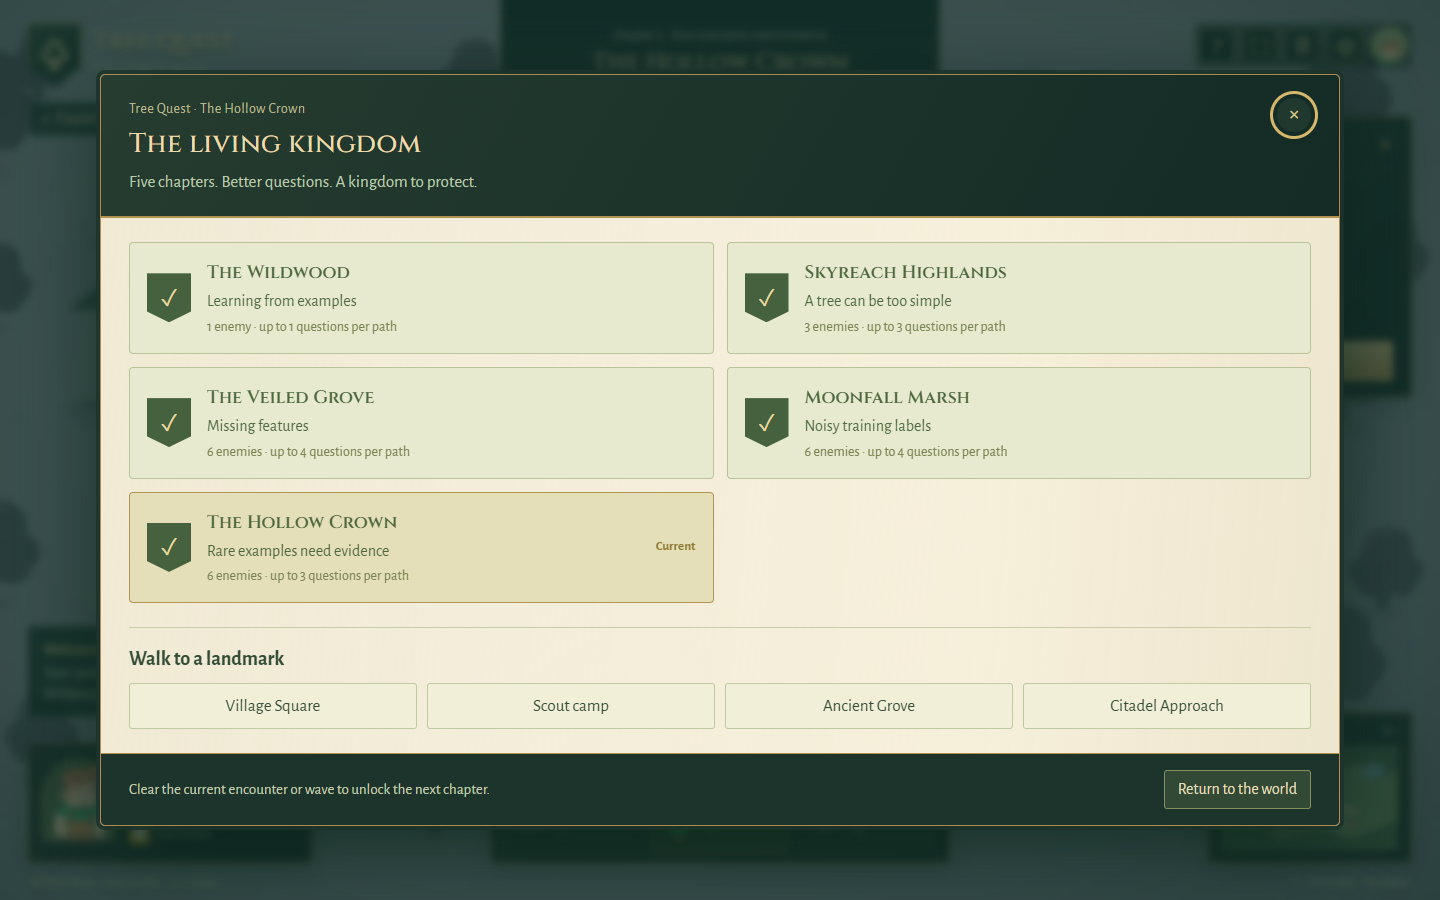 TREE QUEST
THE HOLLOW CROWN
Tree Quest · The Hollow Crown
The living kingdom
Five chapters. Better questions. A kingdom to protect.
The Wildwood
Learning from examples
1 enemy · up to 1 questions per path
Skyreach Highlands
A tree can be too simple
3 enemies · up to 3 questions per path
The Veiled Grove
Missing features
6 enemies · up to 4 questions per path
Moonfall Marsh
Noisy training labels
6 enemies · up to 4 questions per path
The Hollow Crown
Rare examples need evidence
6 enemies · up to 3 questions per path
Current
Walk to a landmark
Village Square
Scout camp
Ancient Grove
Citadel Approach
Clear the current encounter or wave to unlock the next chapter.
Return to the world